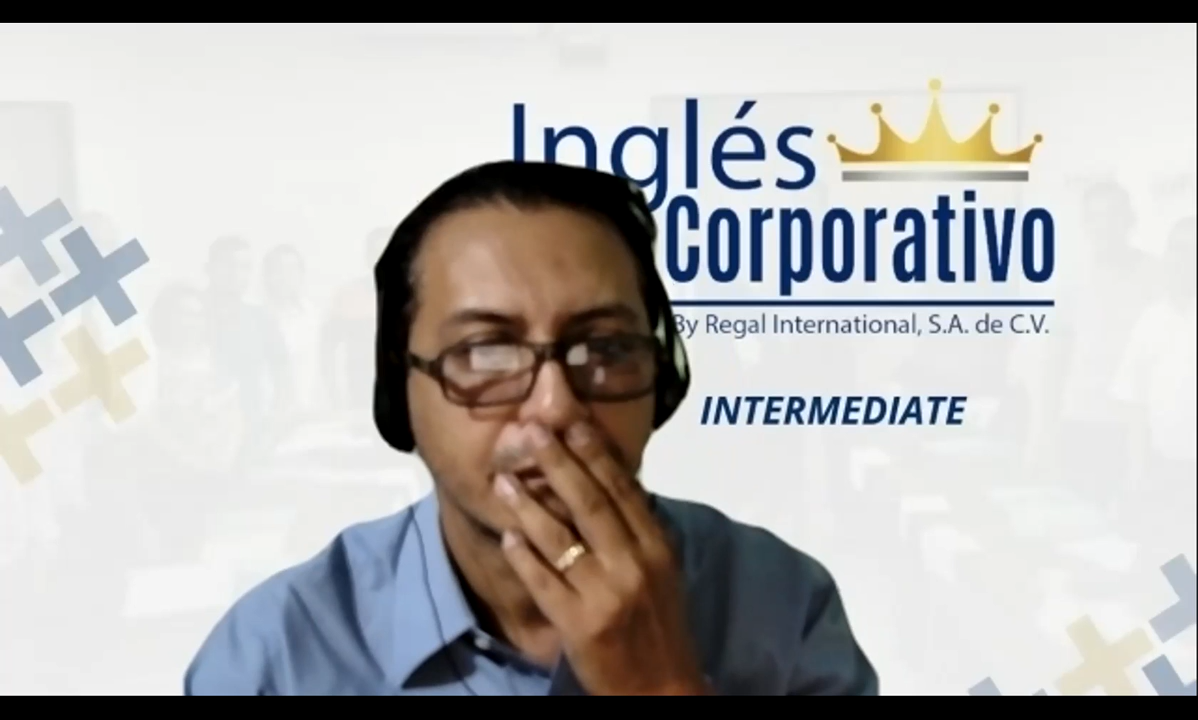 Inglés
Corporativo
By Regal International, S.A. de C.V.
INTERMEDIATE